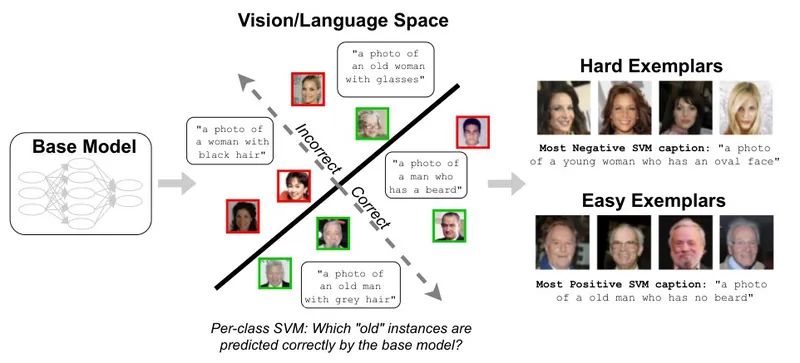 Vision/Language Space
Base Model
"a photo of
an old woman
with glasses"
"a photo of
a woman with
black hair"
Incorrect
Correct
"a photo of
a man who
has a beard"
"a photo of
an old man
with grey hair"
Per-class SVM: Which "old" instances are
predicted correctly by the base model?
Hard Exemplars
Most Negative SVM caption: "a photo
of a young woman who has an oval face"
Easy Exemplars
Most Positive SVM caption: "a photo
of a old man who has no beard"